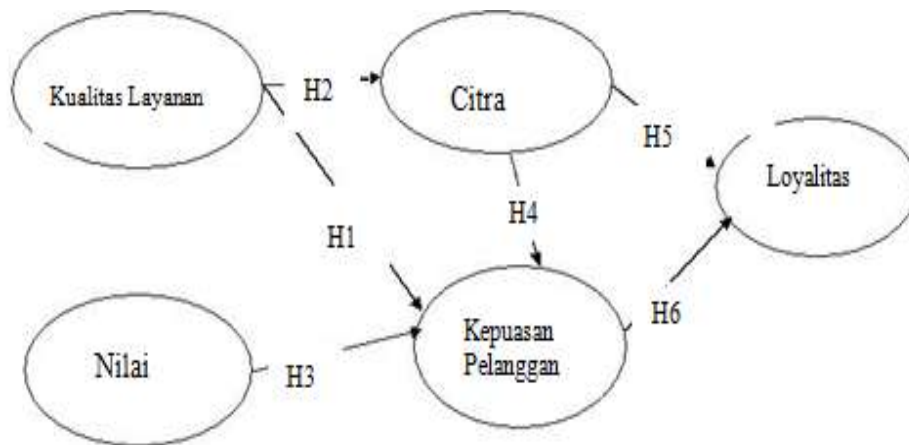 Kualitas Layanan
H2
Citra
H5
Loyalitas
H4
H1
Kepuasan
Pelanggan
H6
Nilai
H3